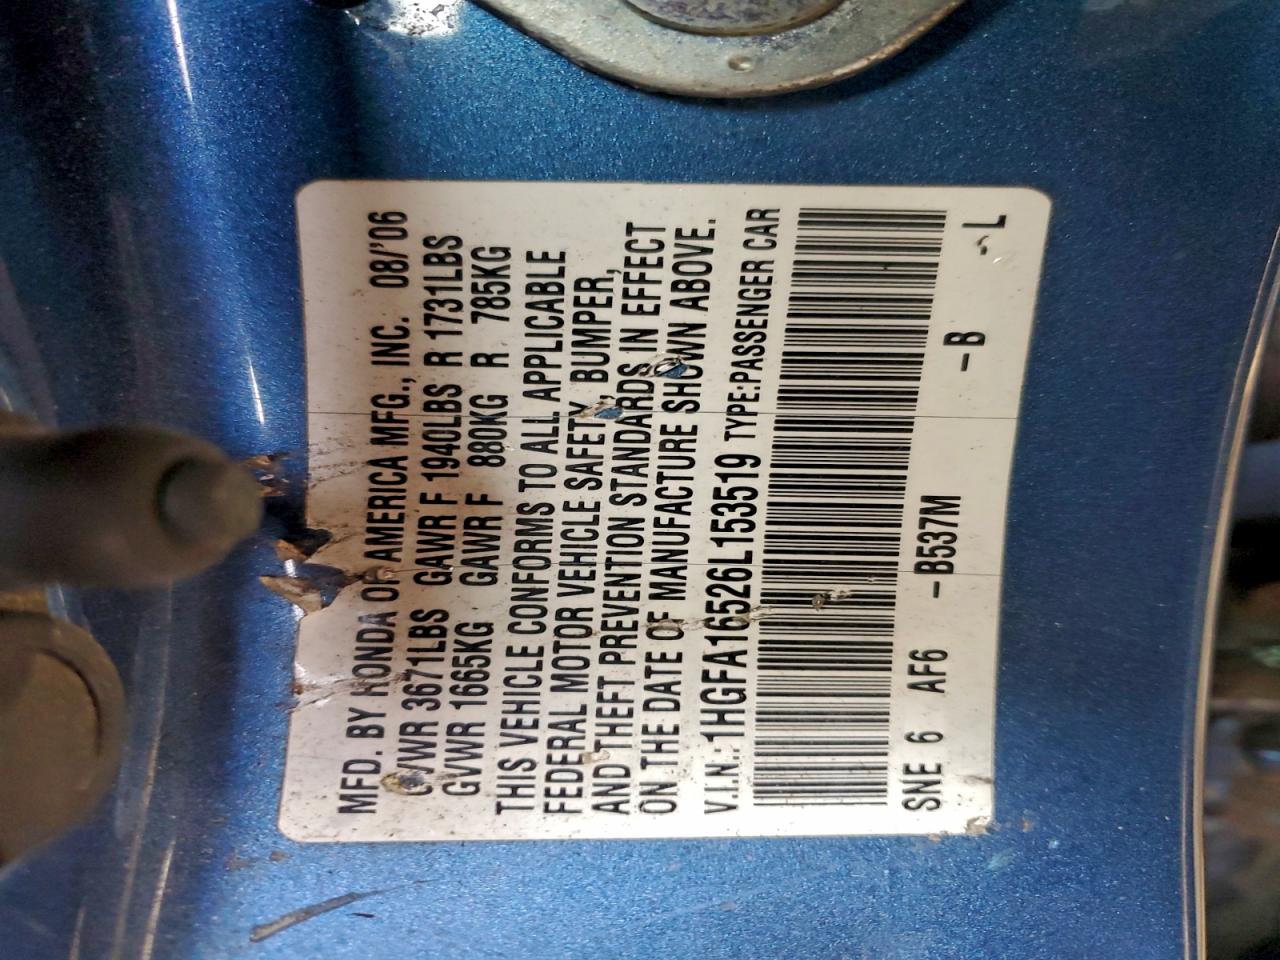 MFD. BY HONDA OF AMERICA MFG., INC. 08/'06
GVWR 3671LBS GAWR F 1940LBS R 1731LBS
GVWR 1665KG GAWR F 880KG R 785KG
THIS VEHICLE CONFORMS TO ALL APPLICABLE
FEDERAL MOTOR VEHICLE SAFETY, BUMPER,
AND THEFT PREVENTION STANDARDS IN EFFECT
ON THE DATE OF MANUFACTURE SHOWN ABOVE.
V.I.N.: 1HGFA16526L153519 TYPE:PASSENGER CAR
SNE 6 AF6 –B537M –B -L